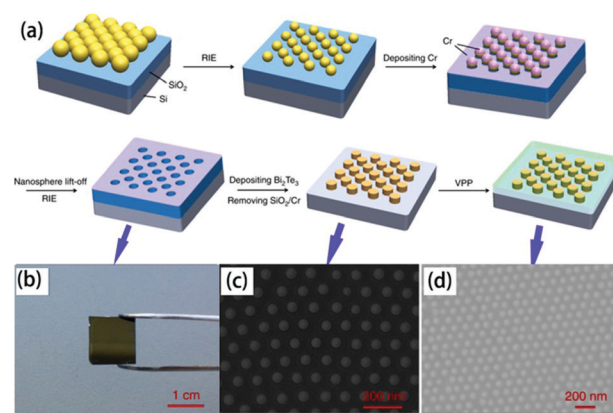 (a)
RIE
Depositing Cr
Cr
SiO2
Si
Nanosphere lift-off
RIE
Depositing Bi2Te3
Removing SiO2/Cr
VPP
(b)
1 cm
(c)
200 nm
(d)
200 nm